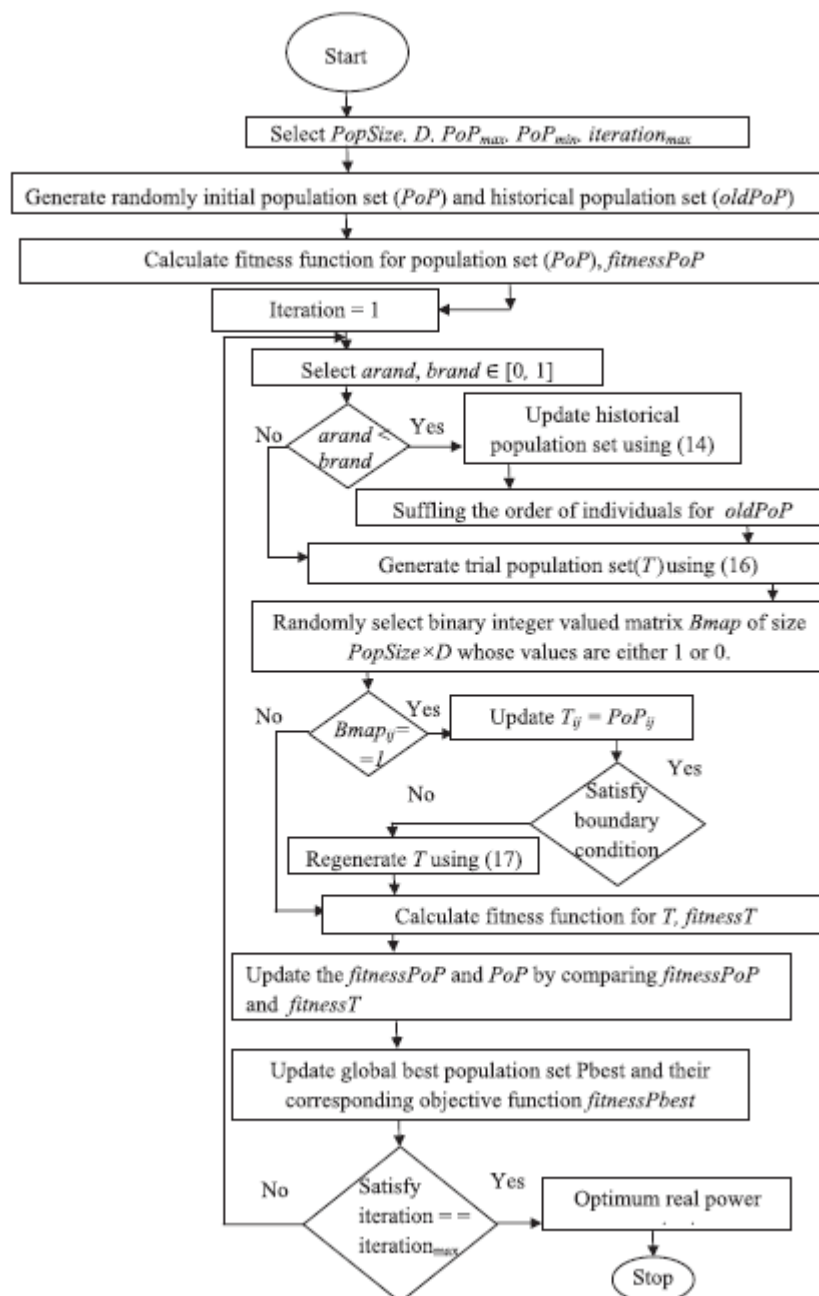 Start
Select PopSize, D, PoPmax, PoPmin, iterationmax
Generate randomly initial population set (PoP) and historical population set (oldPoP)
Calculate fitness function for population set (PoP), fitnessPoP
Iteration = 1
Select arand, brand ∈ [0, 1]
No
arand <
brand
Yes
Update historical
population set using (14)
Suffling the order of individuals for oldPoP
Generate trial population set(T) using (16)
Randomly select binary integer valued matrix Bmap of size
PopSize×D whose values are either 1 or 0.
No
Bmapij=
=1
Yes
Update Tij = PoPij
Yes
No
Satisfy
boundary
condition
Regenerate T using (17)
Calculate fitness function for T, fitnessT
Update the fitnessPoP and PoP by comparing fitnessPoP
and fitnessT
Update global best population set Pbest and their
corresponding objective function fitnessPbest
No
Satisfy
iteration = =
iterationmax
Yes
Optimum real power
Stop